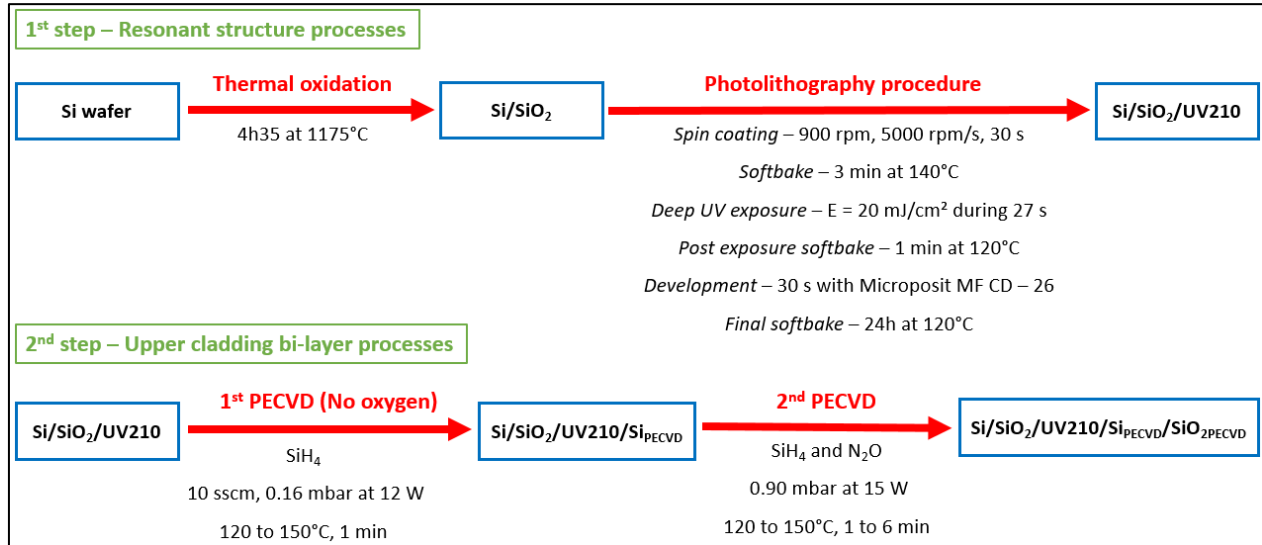 1st step – Resonant structure processes
Thermal oxidation
Photolithography procedure
Si wafer
Si/SiO₂
Si/SiO₂/UV210
4h35 at 1175°C
Spin coating – 900 rpm, 5000 rpm/s, 30 s
Softbake – 3 min at 140°C
Deep UV exposure – E = 20 mJ/cm² during 27 s
Post exposure softbake – 1 min at 120°C
Development – 30 s with Microposit MF CD – 26
Final softbake – 24h at 120°C
2nd step – Upper cladding bi-layer processes
1st PECVD (No oxygen)
2nd PECVD
Si/SiO₂/UV210
Si/SiO₂/UV210/Si_PECVD
Si/SiO₂/UV210/Si_PECVD/SiO_2PECVD
SiH₄
SiH₄ and N₂O
10 sscm, 0.16 mbar at 12 W
0.90 mbar at 15 W
120 to 150°C, 1 min
120 to 150°C, 1 to 6 min